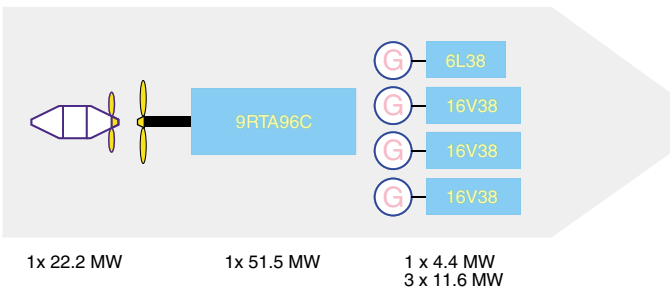 G 6L38
G 16V38
9RTA96C
G 16V38
G 16V38
1x 22.2 MW 1x 51.5 MW 1 x 4.4 MW
3 x 11.6 MW